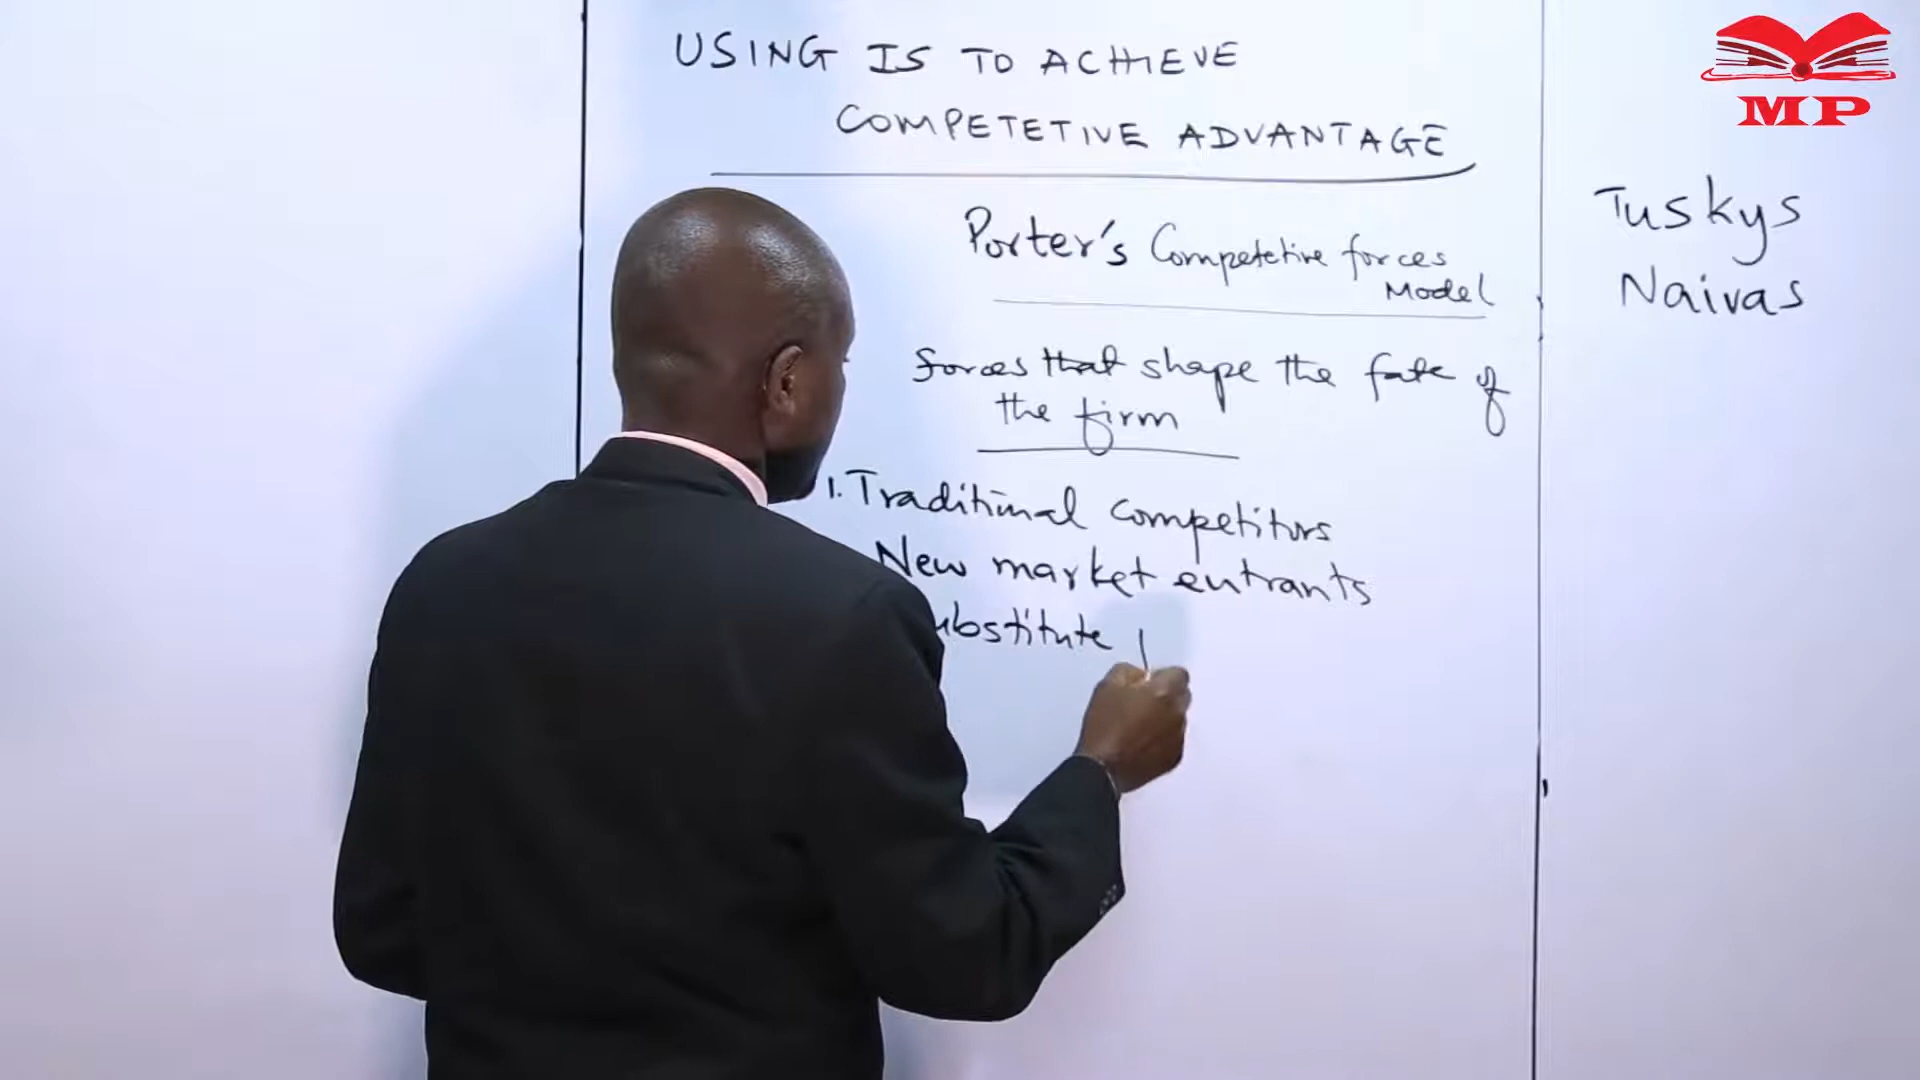 USING IS TO ACHIEVE
COMPETETIVE ADVANTAGE
Porter's Competetive forces
Model
forces that shape the fate of
the firm
1. Traditional competitors
New market entrants
ubstitute
Tuskys
Naivas
MP